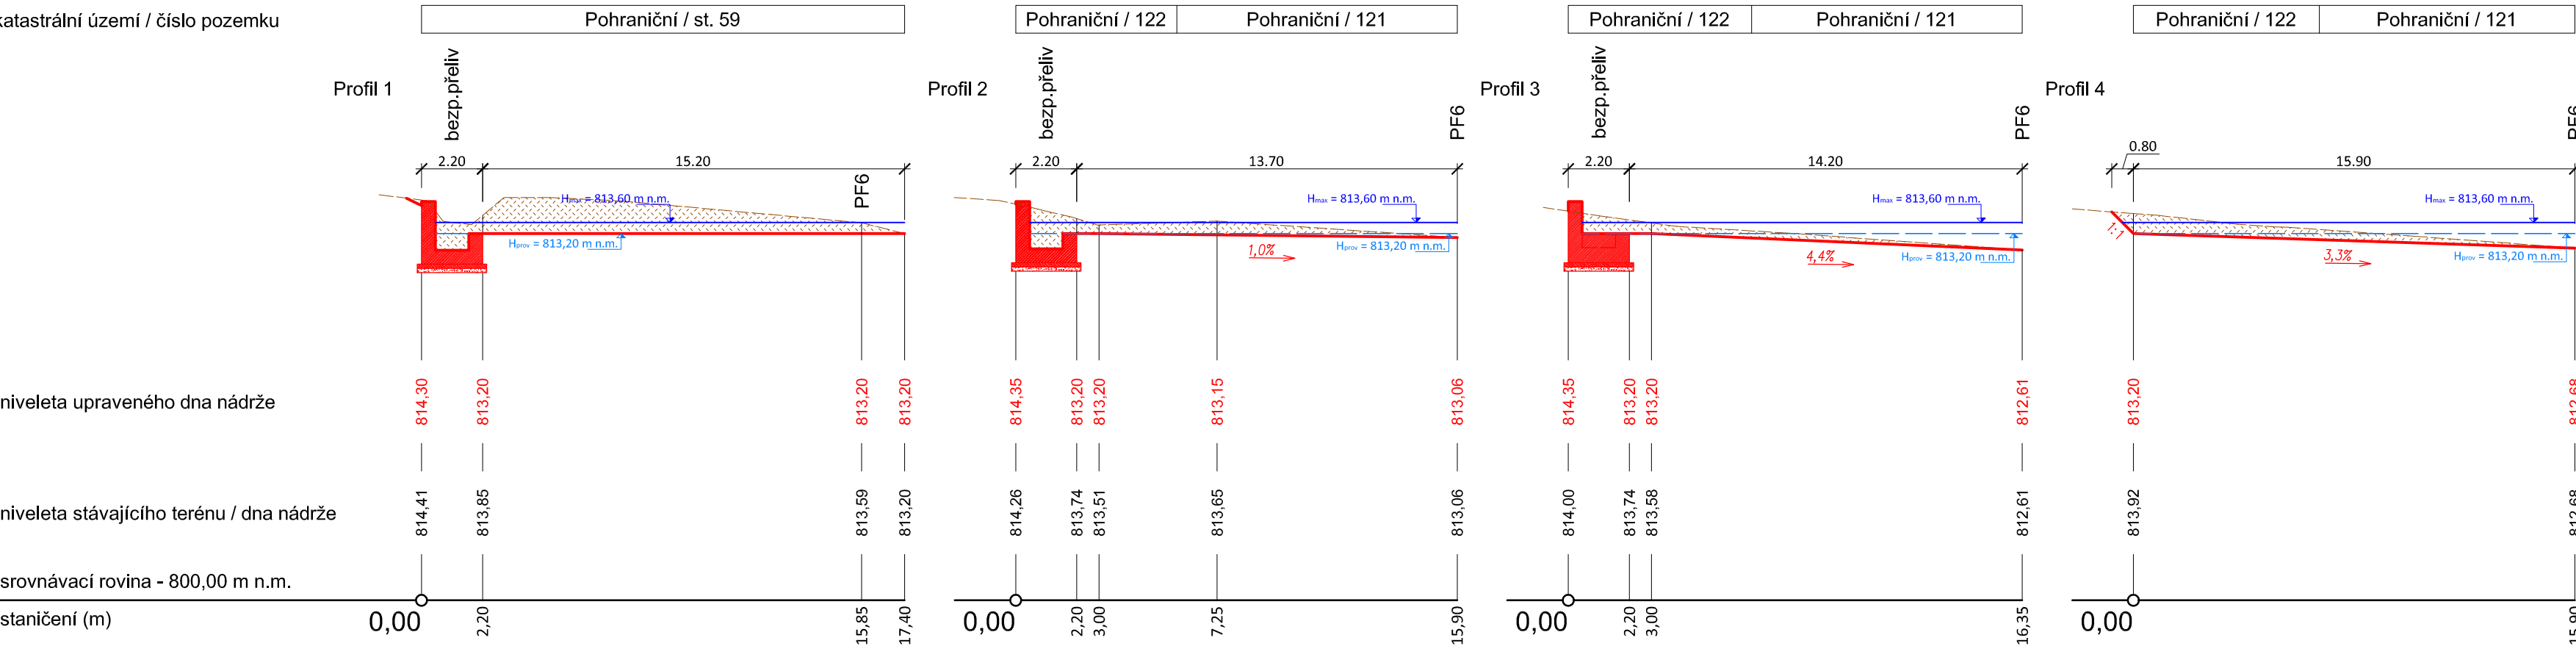 katastrální území / číslo pozemku
Pohraniční / st. 59
Pohraniční / 122
Pohraniční / 121
Pohraniční / 122
Pohraniční / 121
Pohraniční / 122
Pohraniční / 121
Profil 1
bezp.přeliv
PF6
2.20
15.20
Hmax = 813,60 m n.m.
Hprov = 813,20 m n.m.
Profil 2
bezp.přeliv
PF6
2.20
13.70
Hmax = 813,60 m n.m.
Hprov = 813,20 m n.m.
1,0%
Profil 3
bezp.přeliv
PF6
2.20
14.20
Hmax = 813,60 m n.m.
Hprov = 813,20 m n.m.
4,4%
Profil 4
PF6
0.80
15.90
Hmax = 813,60 m n.m.
Hprov = 813,20 m n.m.
1:1
3,3%
niveleta upraveného dna nádrže
814,30
813,20
813,20
813,20
814,35
813,20
813,20
813,15
813,06
814,35
813,20
813,20
812,61
813,20
812,68
niveleta stávajícího terénu / dna nádrže
814,41
813,85
813,59
813,20
814,26
813,74
813,51
813,65
813,06
814,00
813,74
813,58
812,61
813,92
812,68
srovnávací rovina - 800,00 m n.m.
staničení (m)
0,00
2,20
15,85
17,40
0,00
2,20
3,00
7,25
15,90
0,00
2,20
3,00
16,35
0,00
15,90